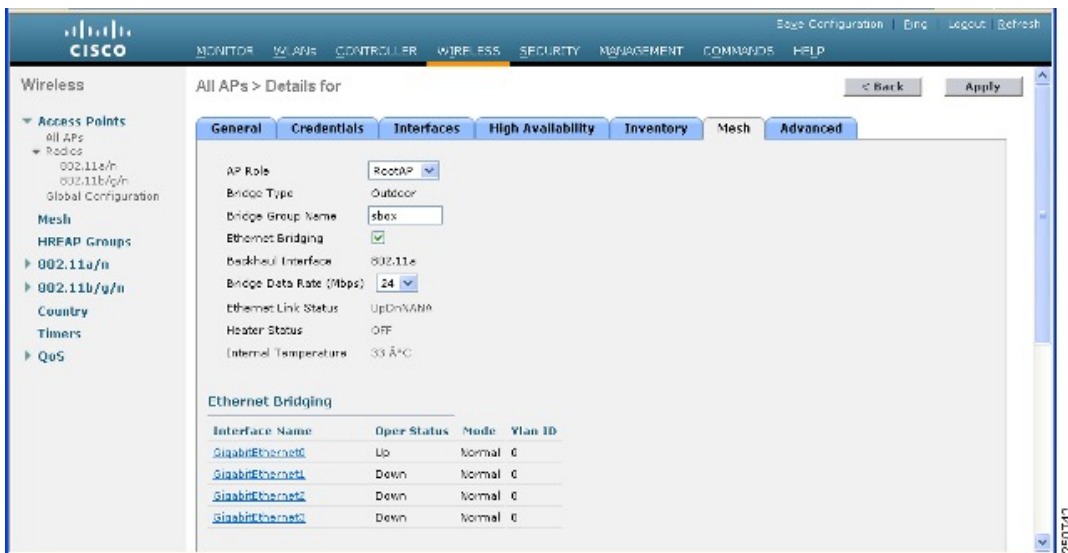 Save Configuration | Ping | Logout | Refresh
CISCO
MONITOR WLANs CONTROLLER WIRELESS SECURITY MANAGEMENT COMMANDS HELP
Wireless
All APs > Details for
< Back
Apply
Access Points
All APs
Radios
802.11a/n
802.11b/g/n
Global Configuration
Mesh
HREAP Groups
802.11a/n
802.11b/g/n
Country
Timers
QoS
General Credentials Interfaces High Availability Inventory Mesh Advanced
AP Role RootAP
Bridge Type Outdoor
Bridge Group Name sbox
Ethernet Bridging
Backhaul Interface 802.11a
Bridge Data Rate (Mbps) 24
Ethernet Link Status UpDnNANA
Heater Status OFF
Internal Temperature 33 Â°C
Ethernet Bridging
Interface Name Oper Status Mode Vlan ID
GigabitEthernet0 Up Normal 0
GigabitEthernet1 Down Normal 0
GigabitEthernet2 Down Normal 0
GigabitEthernet3 Down Normal 0